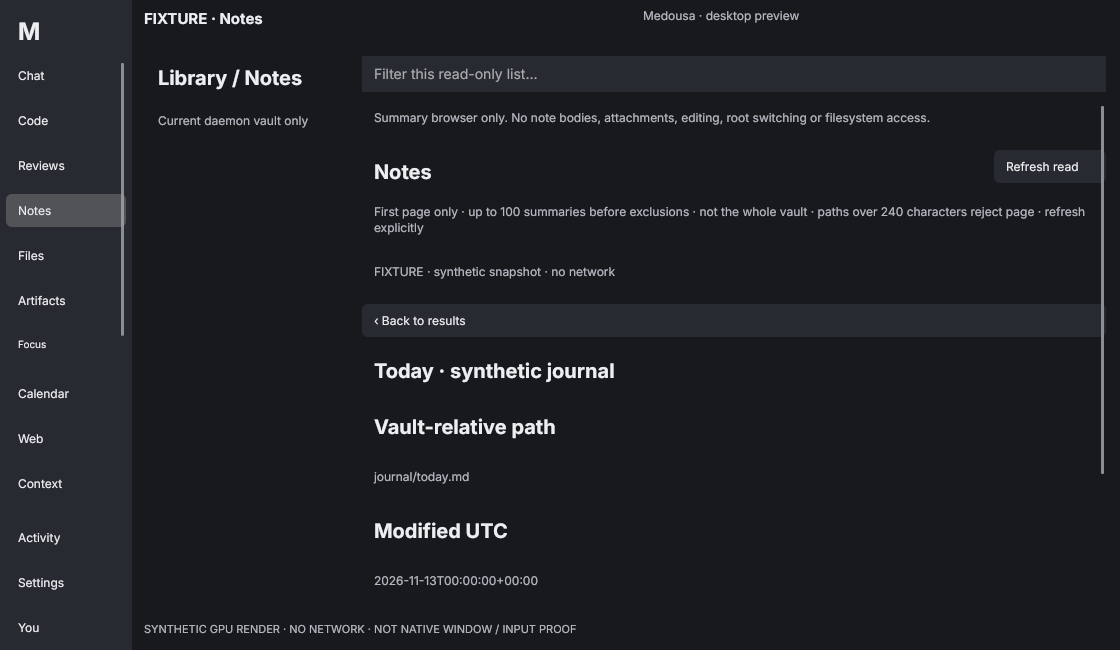 M
FIXTURE · Notes
Medousa · desktop preview
Chat
Code
Reviews
Notes
Files
Artifacts
Focus
Calendar
Web
Context
Activity
Settings
You
Library / Notes
Current daemon vault only
Filter this read-only list...
Summary browser only. No note bodies, attachments, editing, root switching or filesystem access.
Notes
Refresh read
First page only · up to 100 summaries before exclusions · not the whole vault · paths over 240 characters reject page · refresh
explicitly
FIXTURE · synthetic snapshot · no network
‹ Back to results
Today · synthetic journal
Vault-relative path
journal/today.md
Modified UTC
2026-11-13T00:00:00+00:00
SYNTHETIC GPU RENDER · NO NETWORK · NOT NATIVE WINDOW / INPUT PROOF